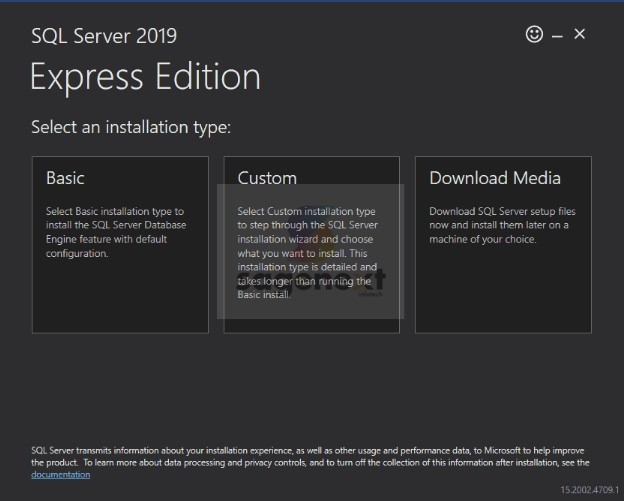 SQL Server 2019
Express Edition
Select an installation type:
Basic
Select Basic installation type to
install the SQL Server Database
Engine feature with default
configuration.
Custom
Select Custom installation type
to step through the SQL Server
installation wizard and choose
what you want to install. This
installation type is detailed and
takes longer than running the
Basic install.
sagenext
infotech
Download Media
Download SQL Server setup files
now and install them later on a
machine of your choice.
SQL Server transmits information about your installation experience, as well as other usage and performance data, to Microsoft to help improve
the product.  To learn more about data processing and privacy controls, and to turn off the collection of this information after installation, see the
documentation
15.2002.4709.1